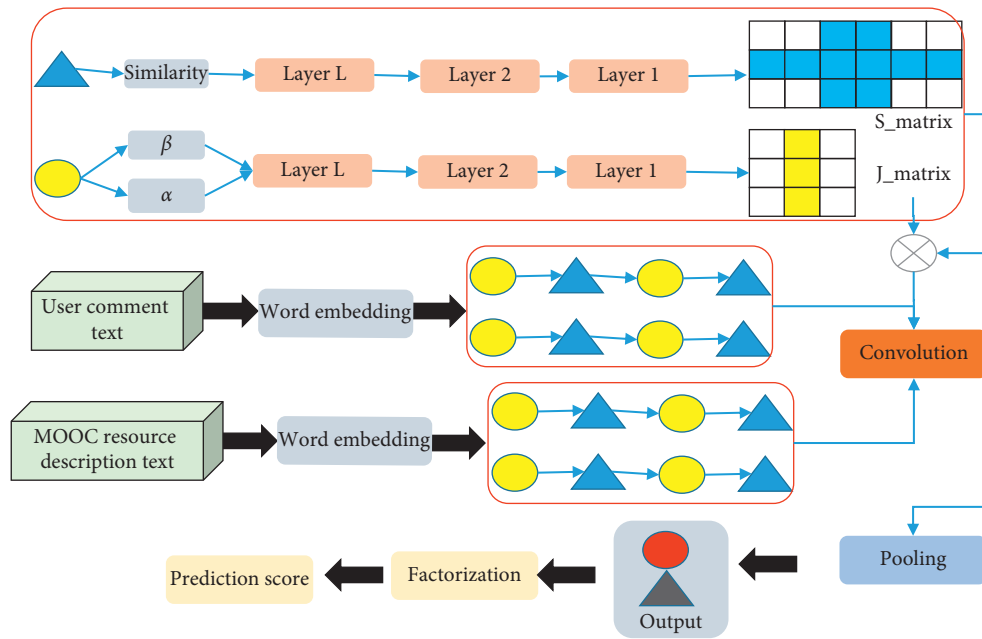 Similarity
Layer L
Layer 2
Layer 1
S_matrix
β
α
Layer L
Layer 2
Layer 1
J_matrix
User comment
text
Word embedding
Convolution
MOOC resource
description text
Word embedding
Prediction score
Factorization
Output
Pooling